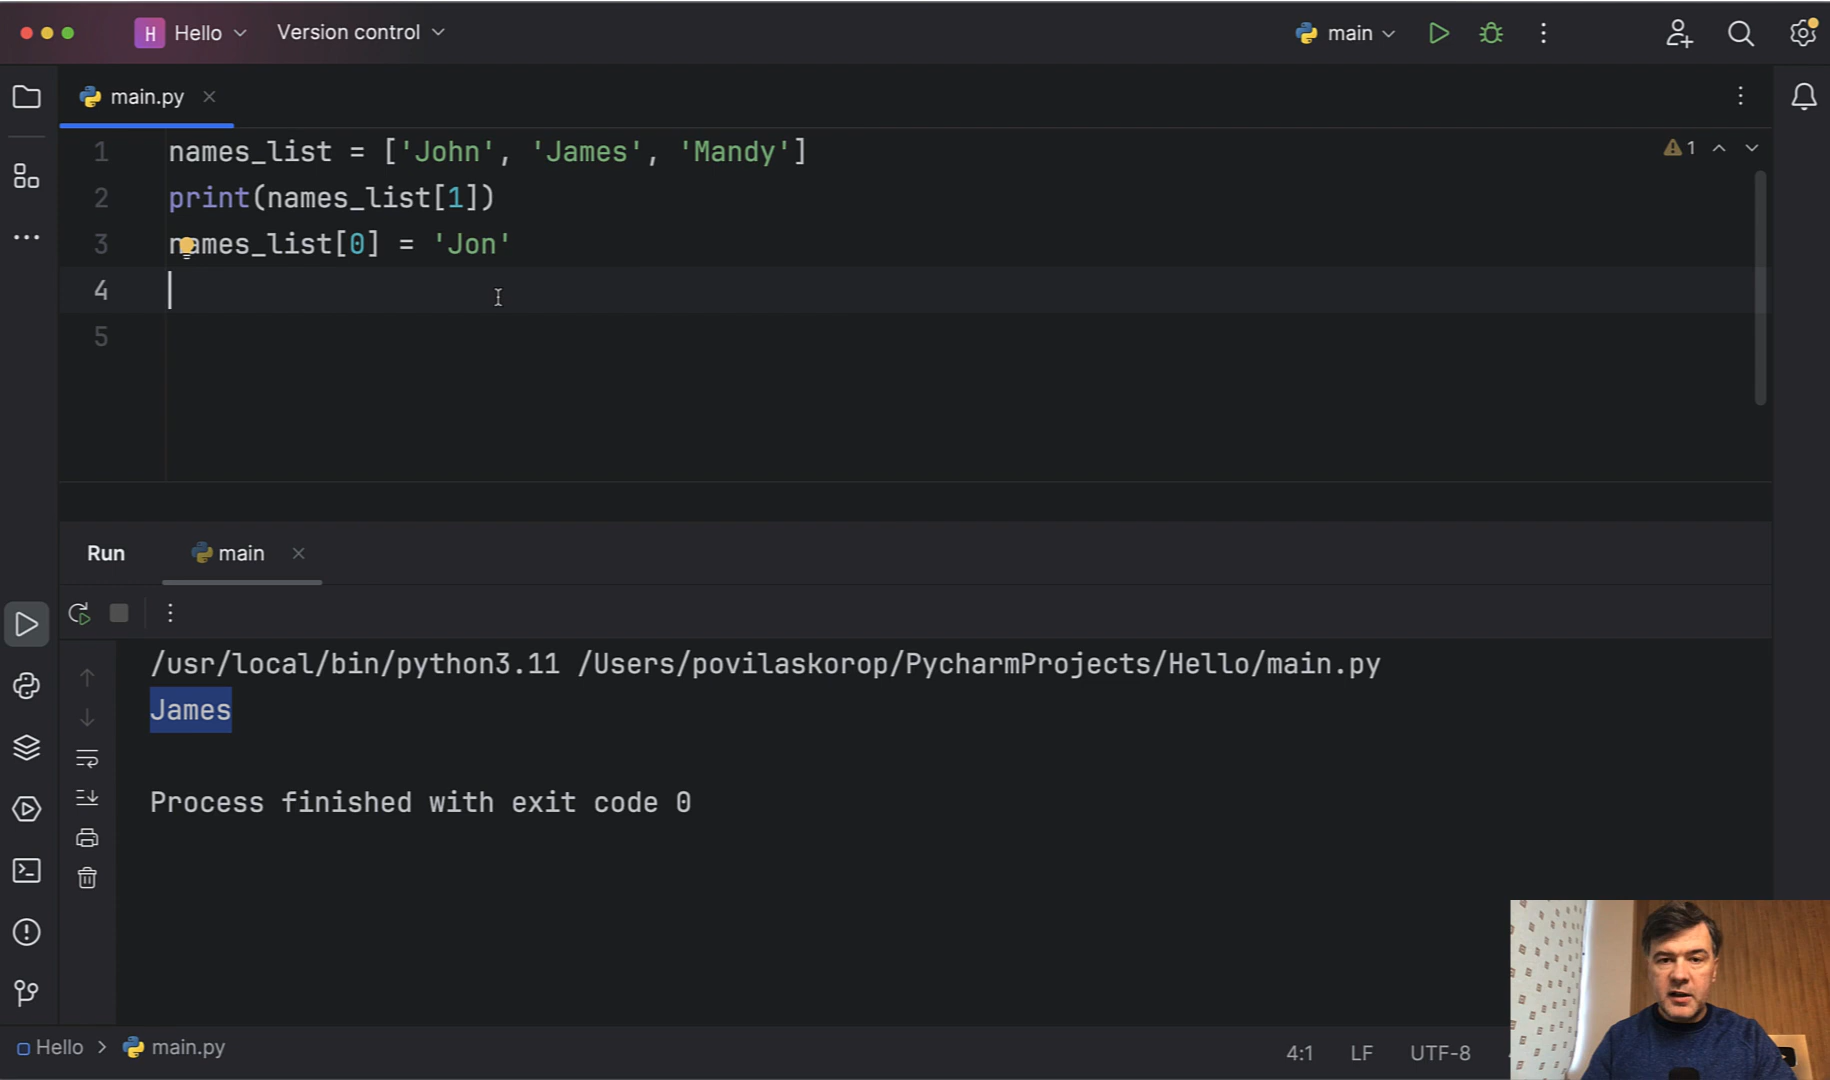 H Hello Version control main
main.py
1
1 names_list = ['John', 'James', 'Mandy']
2 print(names_list[1])
3 names_list[0] = 'Jon'
4
5
Run main
/usr/local/bin/python3.11 /Users/povilaskorop/PycharmProjects/Hello/main.py
James
Process finished with exit code 0
Hello > main.py 4:1 LF UTF-8